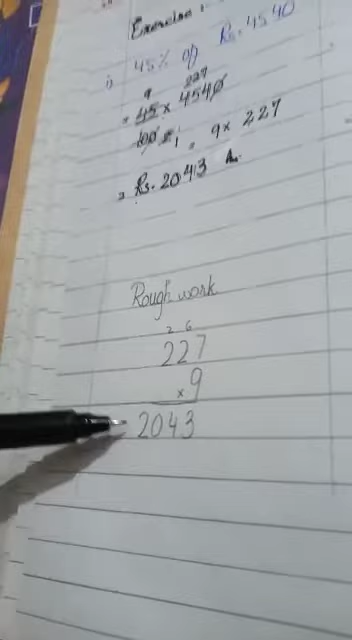 Exercise
i) 45% of Rs. 4540
9 227
= 45 × 4540
100 2 1 = 9 × 227
= Rs. 2043
Rough work
2 6
227
× 9
2043